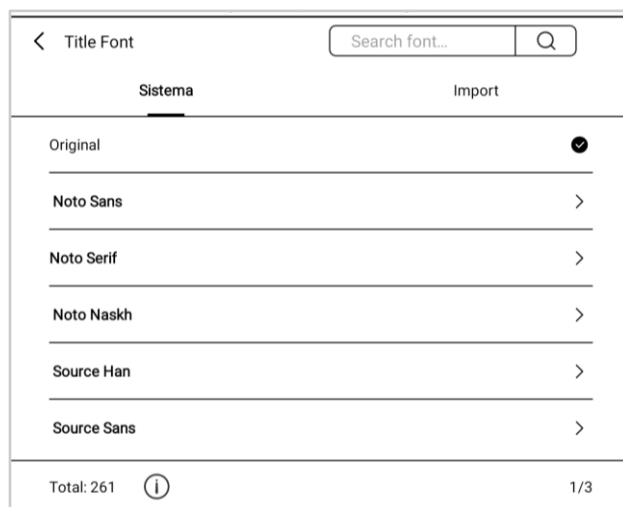 Title Font
Search font...
Sistema Import
Original
Noto Sans
Noto Serif
Noto Naskh
Source Han
Source Sans
Total: 261 1/3